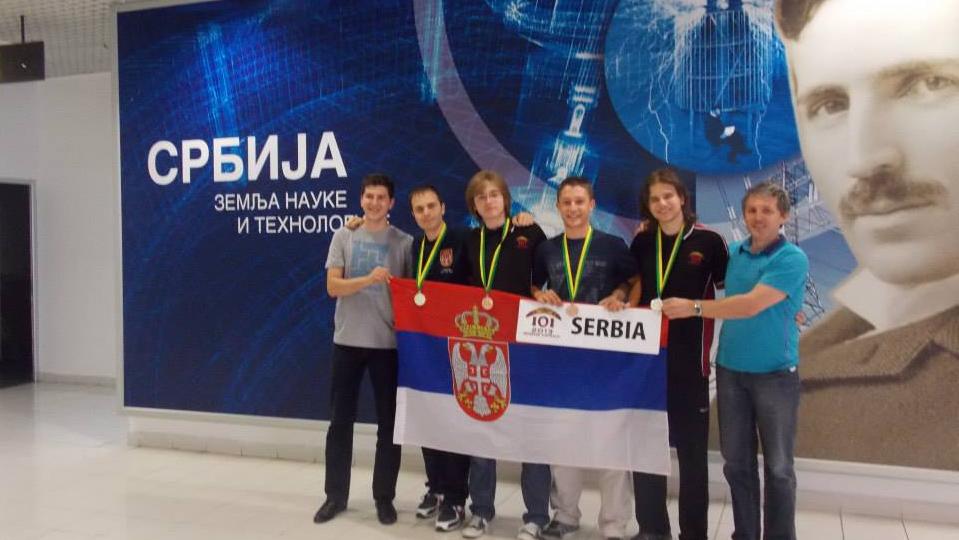 СРБИЈА
ЗЕМЉА НАУКЕ
И ТЕХНОЛО
IOI
2013
SERBIA